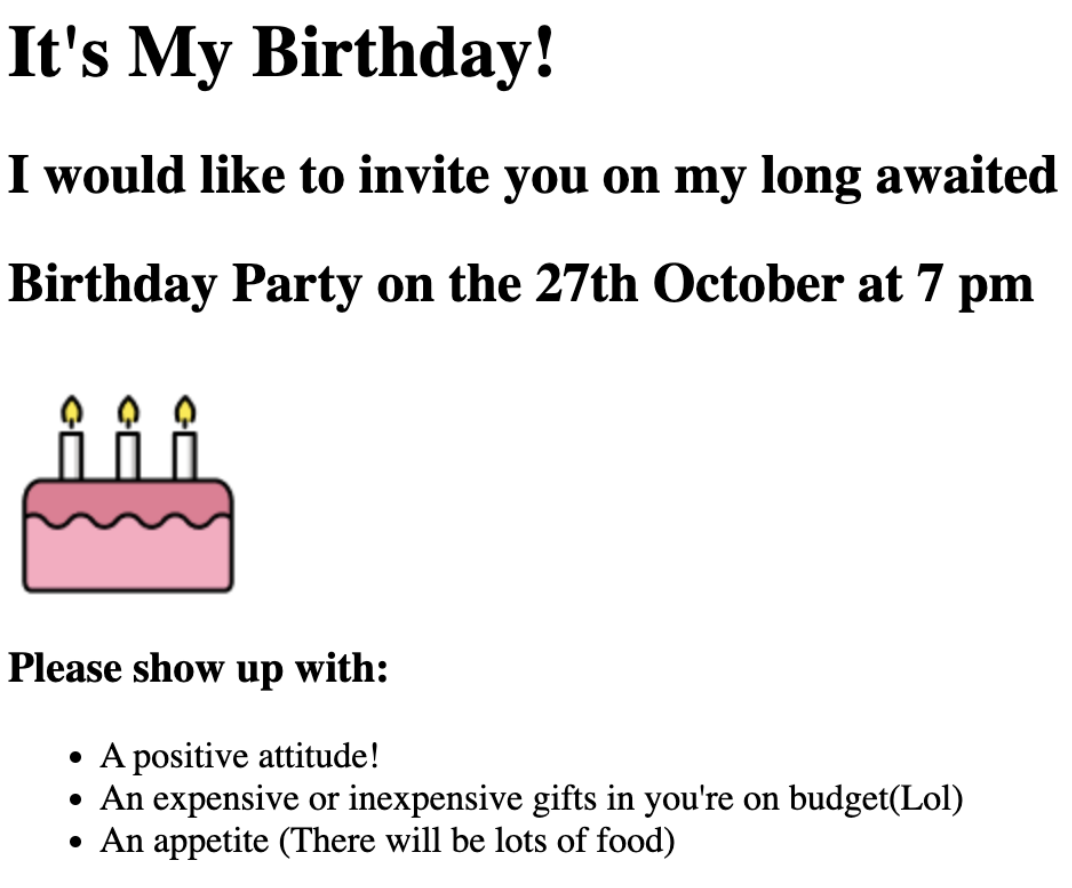 It's My Birthday!
I would like to invite you on my long awaited
Birthday Party on the 27th October at 7 pm
Please show up with:
• A positive attitude!
• An expensive or inexpensive gifts in you're on budget(Lol)
• An appetite (There will be lots of food)